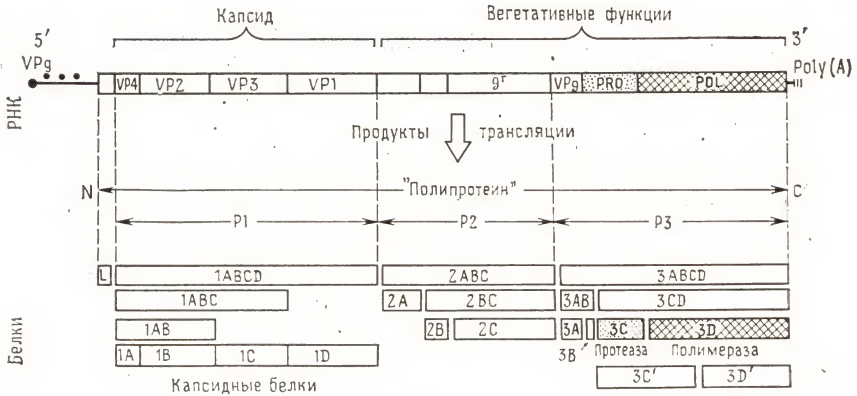 Капсид Вегетативные функции
5′ 3′
VPg Poly(A)
VP4 VP2 VP3 VP1 9ᴦ VPg PRO POL
РНК
Продукты трансляции
N "Полипротеин" C
P1 P2 P3
L 1ABCD 2ABC 3ABCD
1ABC 2A 2BC 3AB 3CD
1AB 2B 2C 3A 3C 3D
3B Протеаза Полимераза
1A 1B 1C 1D
3C′ 3D′
Капсидные белки
Белки